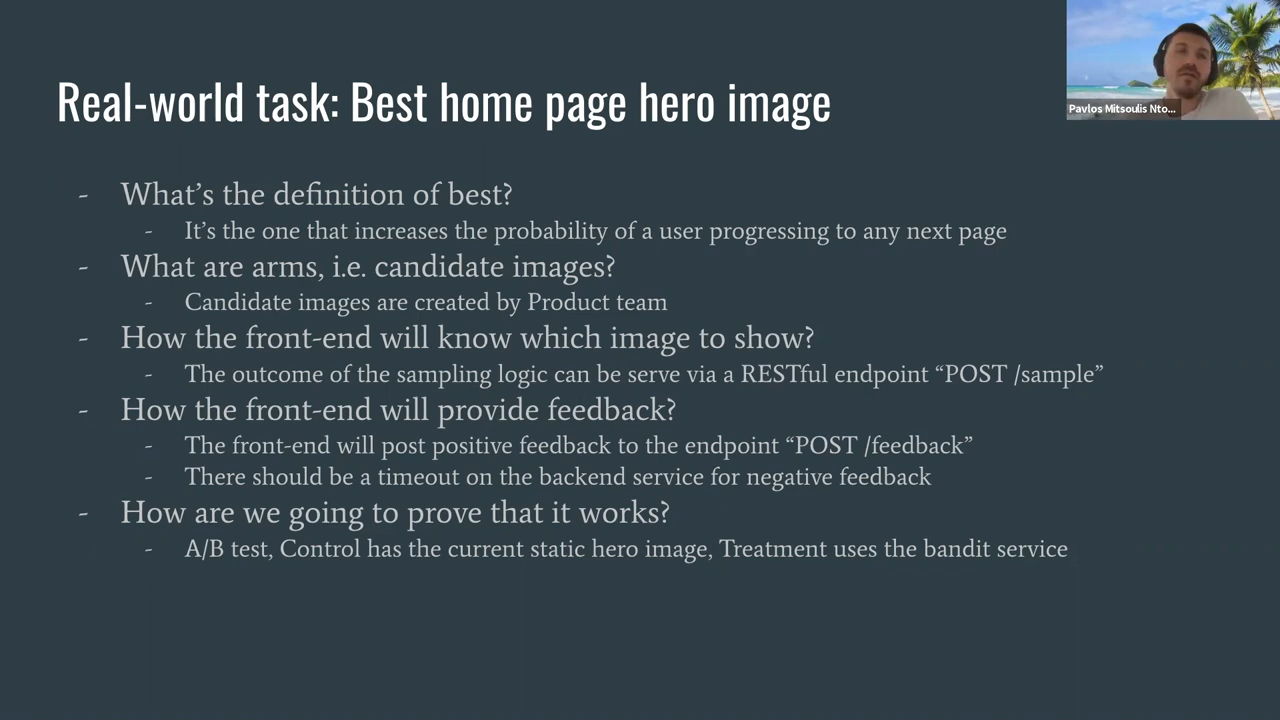 Real-world task: Best home page hero image
Pavlos Mitsoulis Nto...
- What's the definition of best?
- It's the one that increases the probability of a user progressing to any next page
- What are arms, i.e. candidate images?
- Candidate images are created by Product team
- How the front-end will know which image to show?
- The outcome of the sampling logic can be serve via a RESTful endpoint “POST /sample”
- How the front-end will provide feedback?
- The front-end will post positive feedback to the endpoint “POST /feedback”
- There should be a timeout on the backend service for negative feedback
- How are we going to prove that it works?
- A/B test, Control has the current static hero image, Treatment uses the bandit service